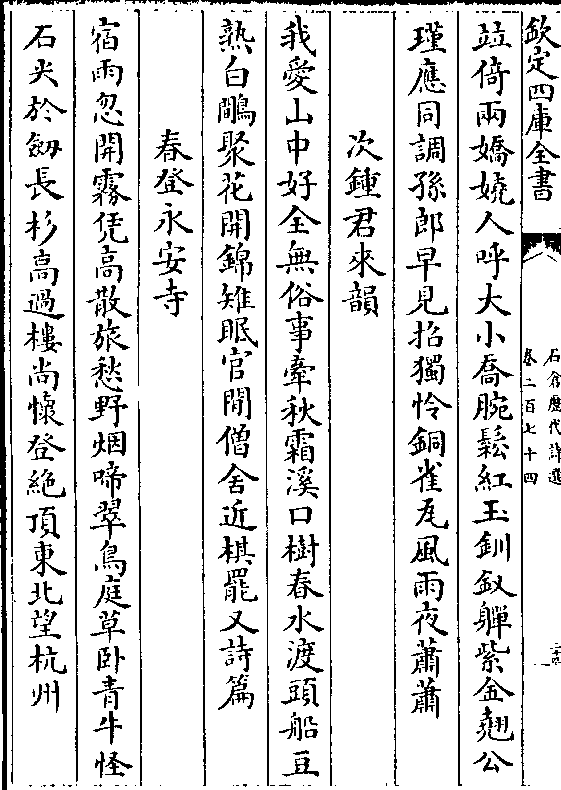 欽定四庫全書
石倉歷代詩選
卷二百七十四
竝倚兩嬌嬈人呼大小喬腕鬆紅玉釧釵嚲紫金翹公
瑾應同調孫郎早見招獨怜銅雀瓦風雨夜蕭蕭
次鍾君來韻
我愛山中好全無俗事牽秋霜溪口樹春水渡頭船豆
熟白鷴聚花開錦雉眠官閒僧舍近棋罷又詩篇
春登永安寺
宿雨忽開霧凭高散旅愁野烟啼翠鳥庭草卧青牛怪
石尖於劒長杉高過樓尚懷登絶頂東北望杭州